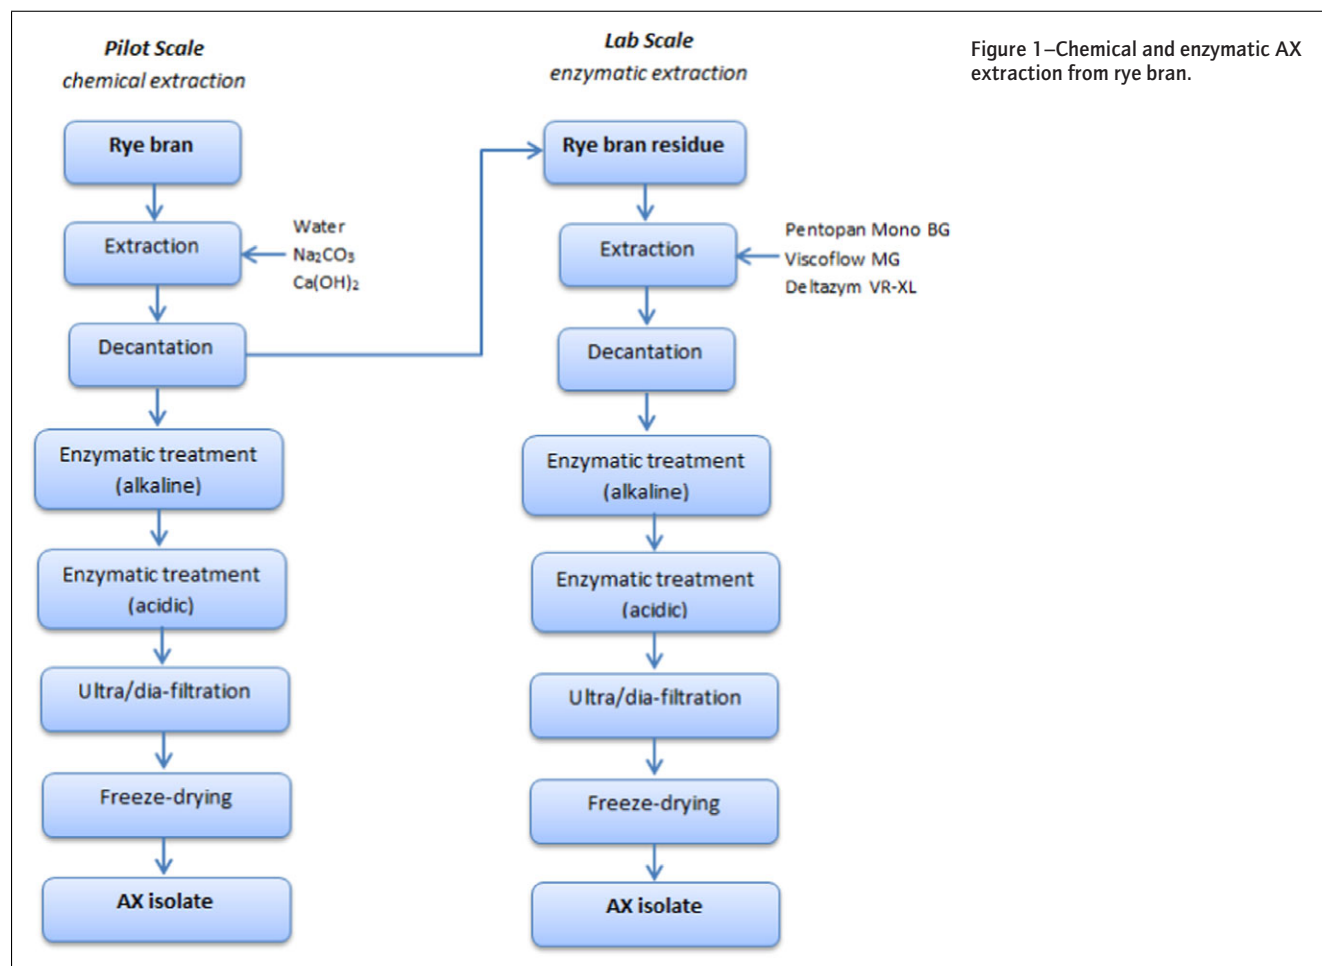 Pilot Scale
chemical extraction
Rye bran
Extraction
Water
Na₂CO₃
Ca(OH)₂
Decantation
Enzymatic treatment
(alkaline)
Enzymatic treatment
(acidic)
Ultra/dia-filtration
Freeze-drying
AX isolate
Lab Scale
enzymatic extraction
Rye bran residue
Extraction
Pentopan Mono BG
Viscoflow MG
Deltazym VR-XL
Decantation
Enzymatic treatment
(alkaline)
Enzymatic treatment
(acidic)
Ultra/dia-filtration
Freeze-drying
AX isolate
Figure 1–Chemical and enzymatic AX
extraction from rye bran.